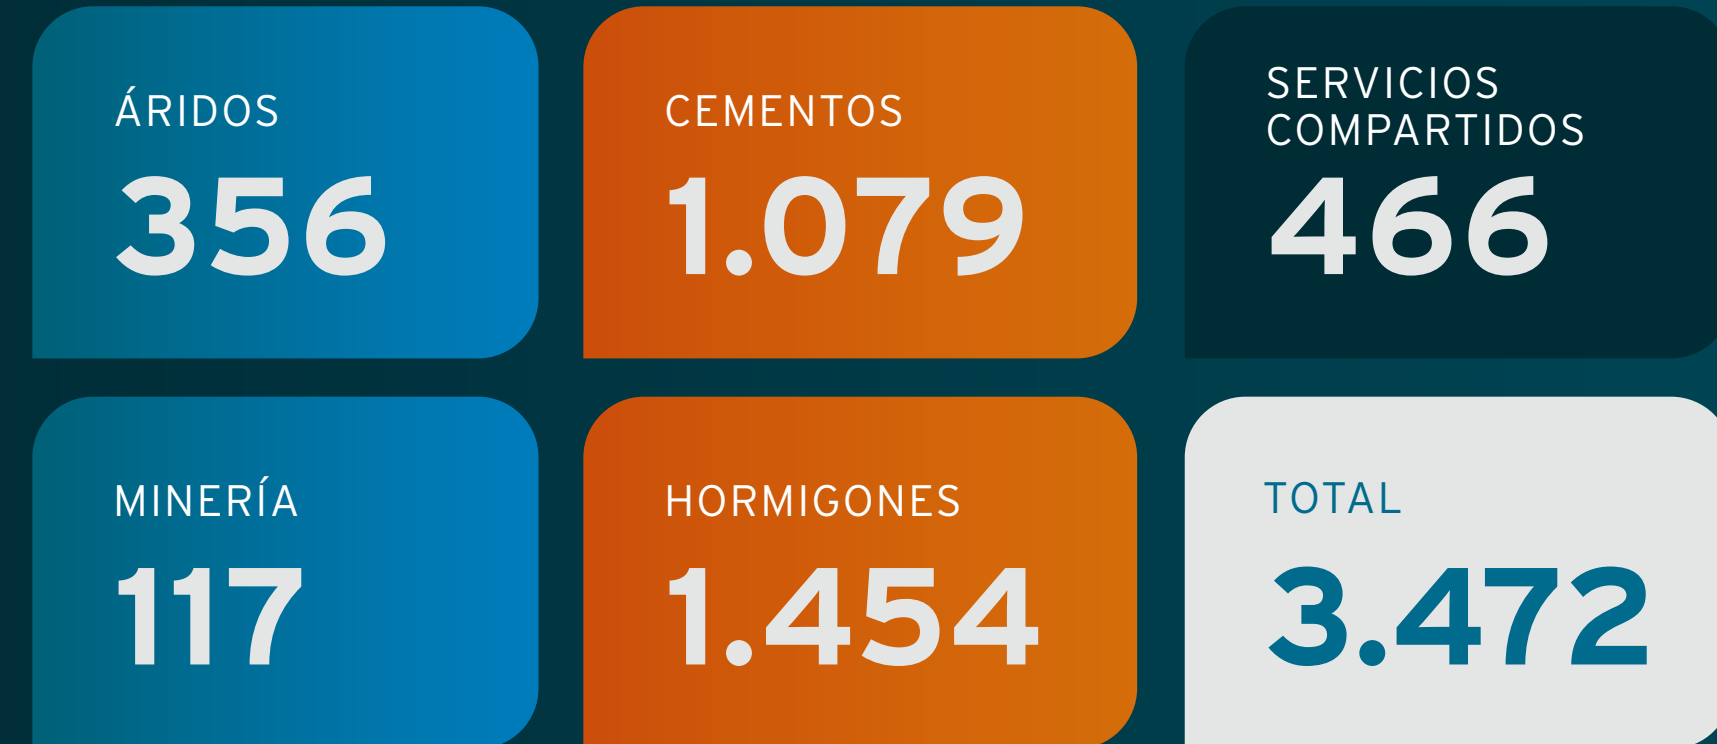 ÁRIDOS
356
CEMENTOS
1.079
SERVICIOS
COMPARTIDOS
466
MINERÍA
117
HORMIGONES
1.454
TOTAL
3.472